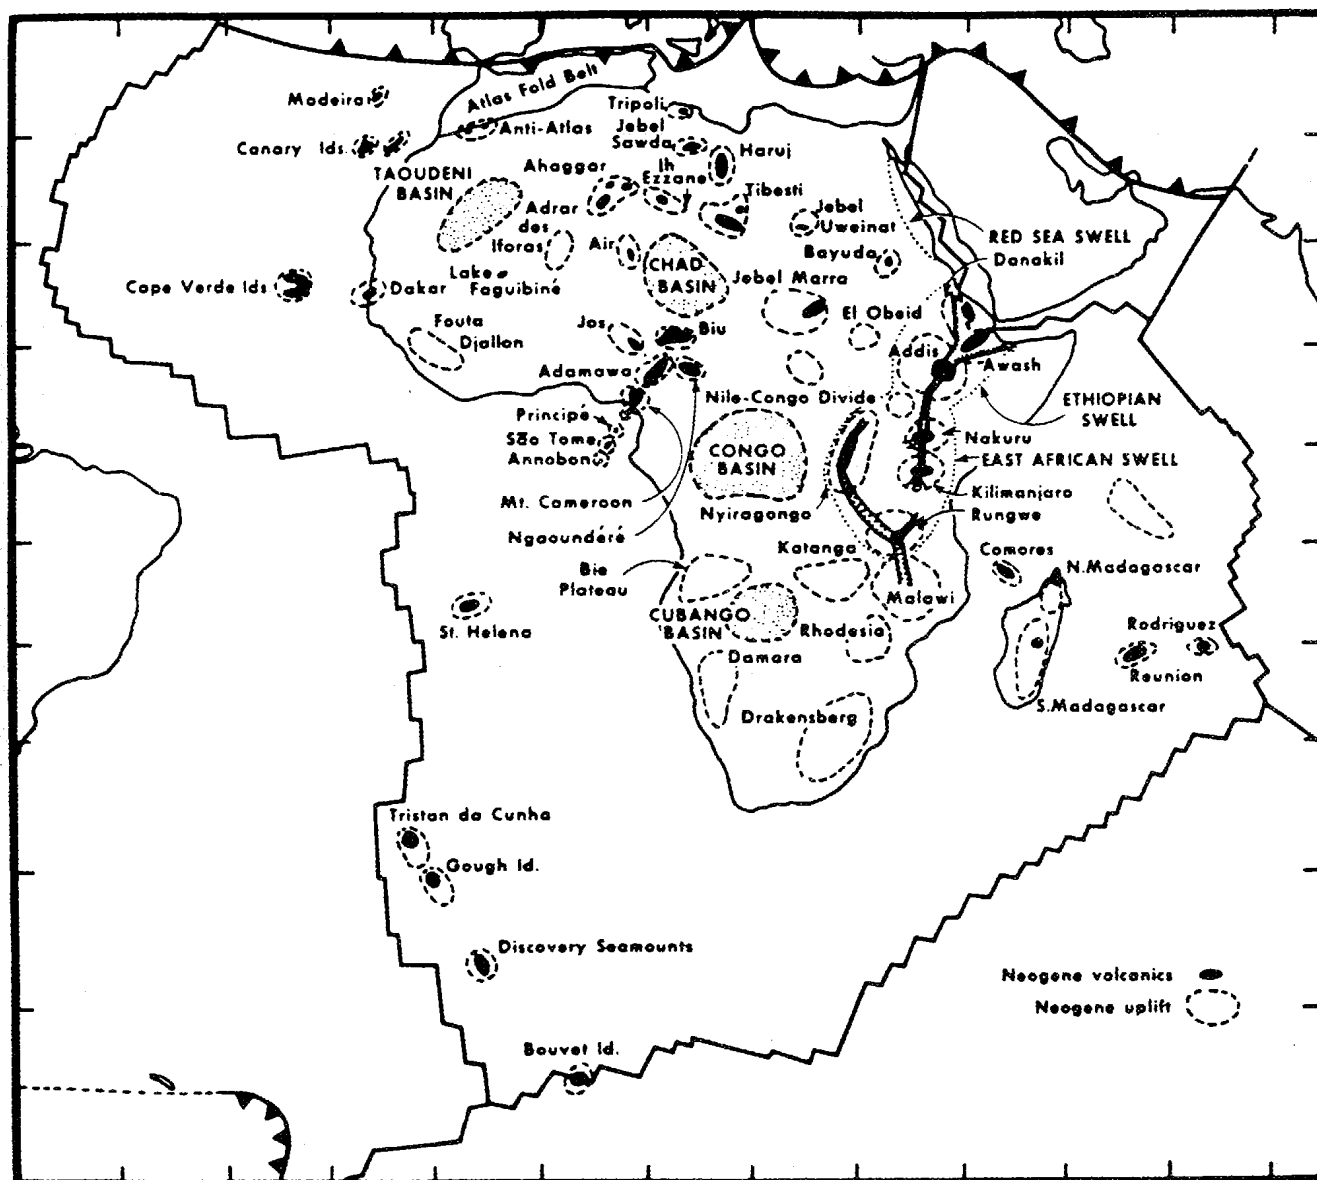 Madeira
Atlas Fold Belt
Tripoli
Anti-Atlas
Jebel
Sawda
Haruj
Canary Ids.
TAOUDENI
BASIN
Ahaggar
Ih
Ezzane
Tibesti
Adrar
des
Iforas
Air
Jebel
Uweinat
RED SEA SWELL
Danakil
Bayuda
CHAD
BASIN
Jebel Marra
Lake
Faguibine
Cape Verde Ids
Dakar
El Obeid
Fouta
Djallon
Jos
Biu
Addis
Awash
Adamawa
Nile-Congo Divide
ETHIOPIAN
SWELL
Principé
São Tome
Annobon
CONGO
BASIN
Nakuru
EAST AFRICAN SWELL
Kilimanjaro
Rungwe
Mt. Cameroon
Nyiragongo
Ngaoundéré
Katanga
Comores
N.Madagascar
Bie
Plateau
Malawi
CUBANGO
BASIN
St. Helena
Rhodesia
Rodriguez
Damara
Reunion
S.Madagascar
Drakensberg
Tristan da Cunha
Gough Id.
Discovery Seamounts
Neogene volcanics
Neogene uplift
Bouvet Id.